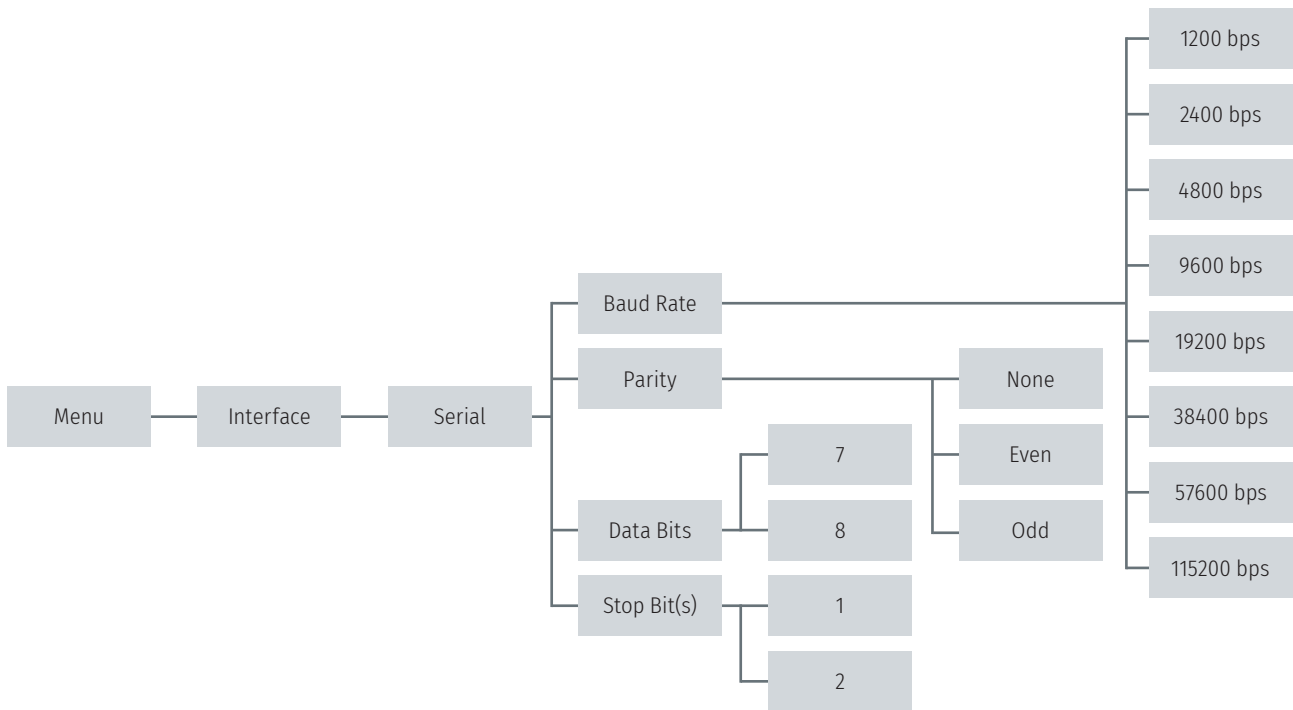 Menu
Interface
Serial
Baud Rate
1200 bps
2400 bps
4800 bps
9600 bps
19200 bps
38400 bps
57600 bps
115200 bps
Parity
None
Even
Odd
Data Bits
7
8
Stop Bit(s)
1
2